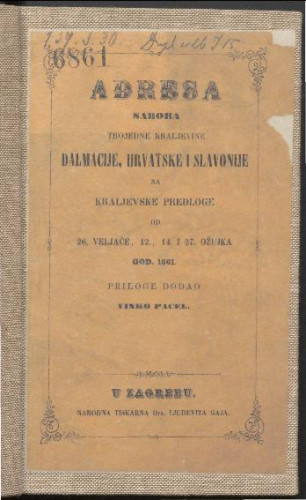 6861
ADRESA
SABORA
TROJEDNE KRALJEVINE
DALMACIJE, HRVATSKE I SLAVONIJE
NA
KRALJEVSKE PREDLOGE
OD
26. VELJAČE, 12., 14. I 27. OŽUJKA
GOD. 1861.
PRILOGE DODAO
VINKO PACEL.
U ZAGREBU.
NARODNA TISKARNA Dra. LJUDEVITA GAJA.